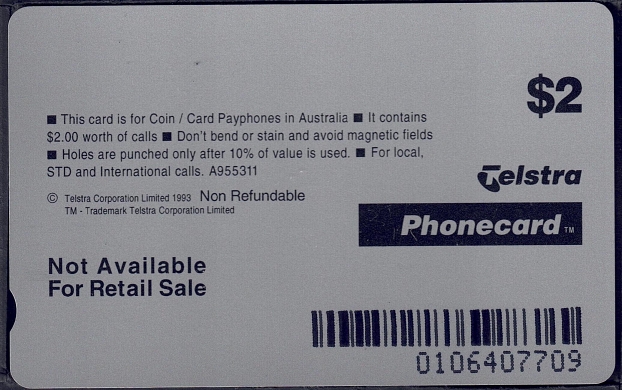 $2
■ This card is for Coin / Card Payphones in Australia ■ It contains
$2.00 worth of calls ■ Don't bend or stain and avoid magnetic fields
■ Holes are punched only after 10% of value is used. ■ For local,
STD and International calls. A955311
© Telstra Corporation Limited 1993 Non Refundable
TM - Trademark Telstra Corporation Limited
Telstra
Phonecard TM
Not Available
For Retail Sale
0106407709